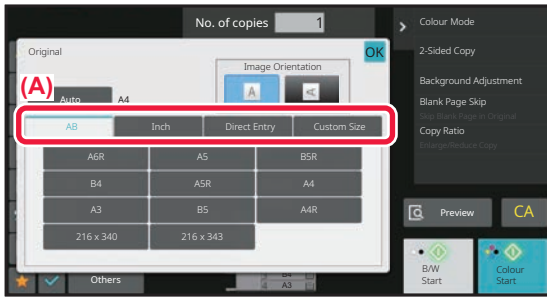 No. of copies 1
Original
OK
Image Orientation
A
A
(A)
Auto A4
AB Inch Direct Entry Custom Size
A6R A5 B5R
B4 A5R A4
A3 B5 A4R
216 x 340 216 x 343
Others
B4
4 A3
Colour Mode
2-Sided Copy
Background Adjustment
Blank Page Skip
Skip Blank Page in Original
Copy Ratio
Enlarge/Reduce Copy
Preview CA
B/W
Start
Colour
Start